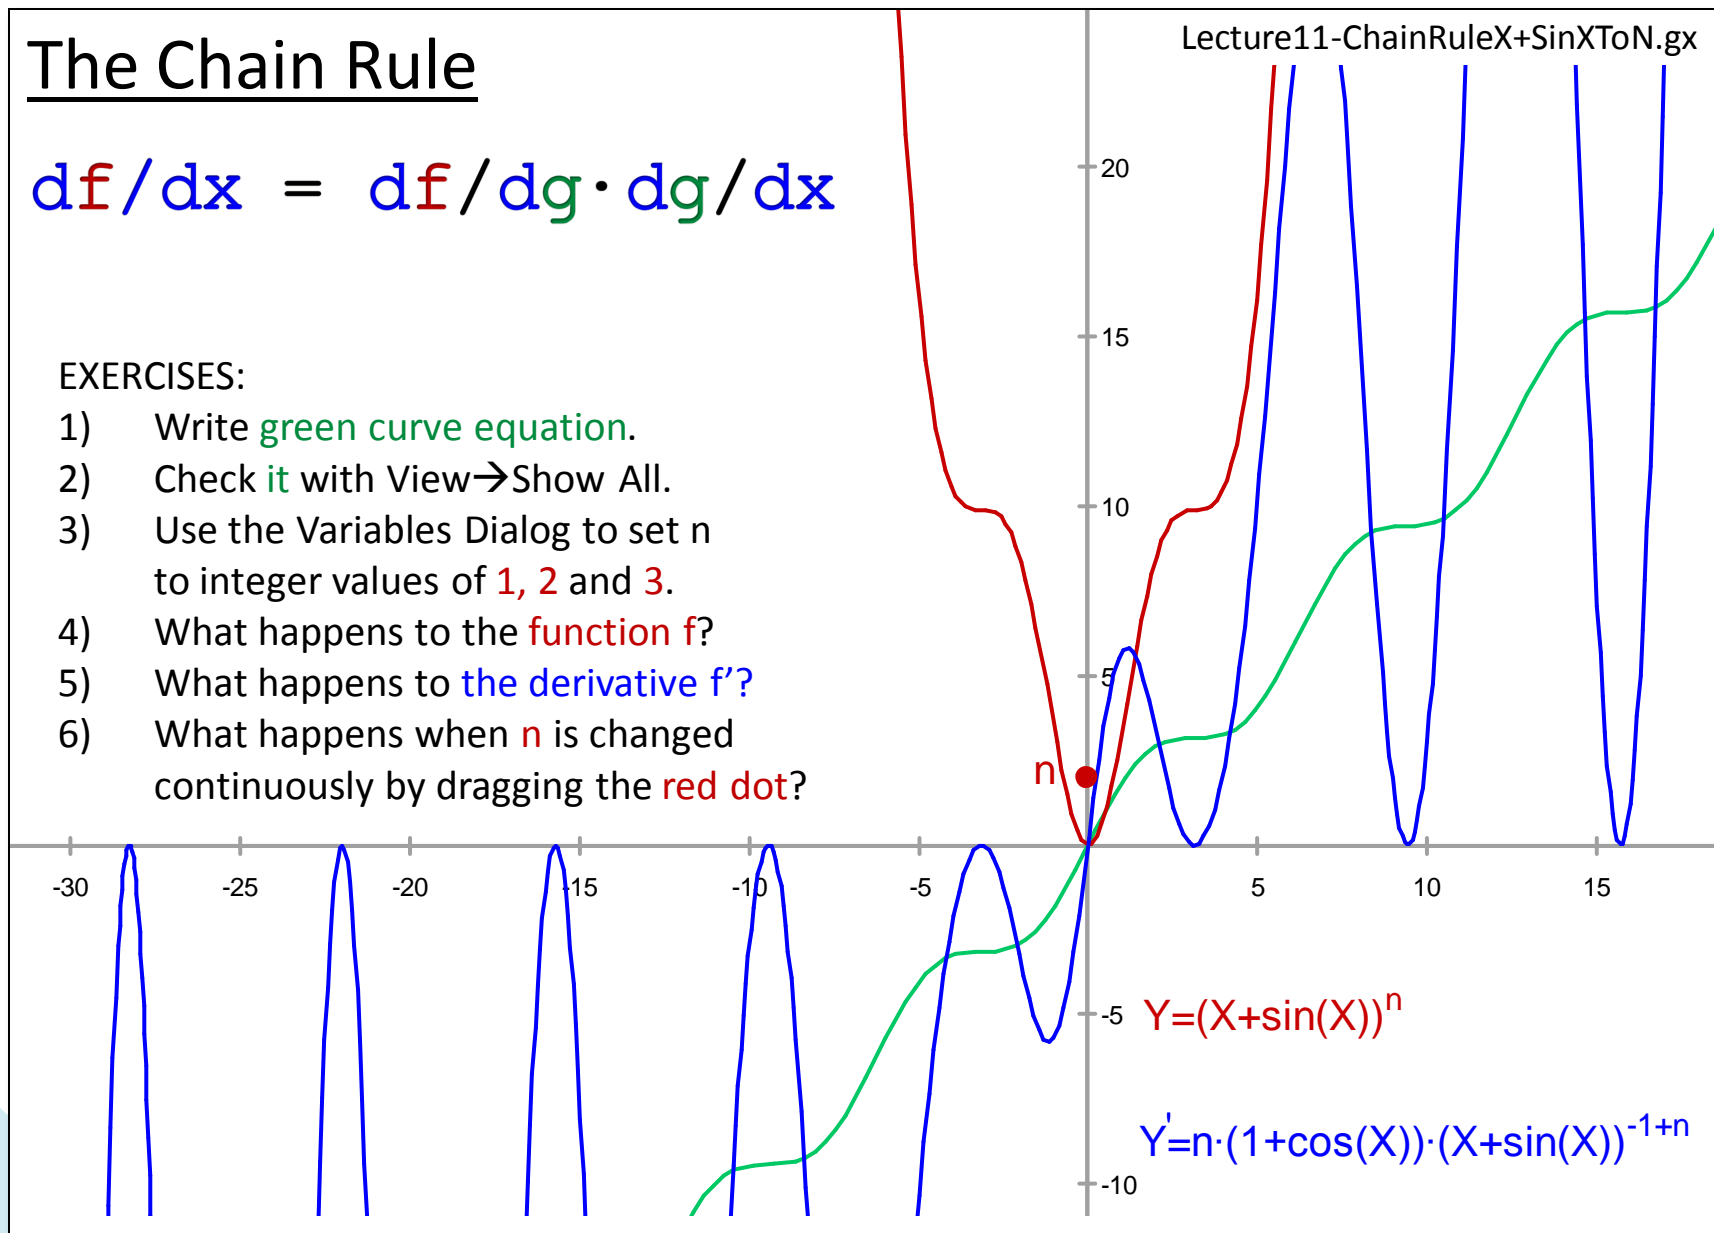 The Chain Rule
Lecture11-ChainRuleX+SinXToN.gx
df/dx = df/dg·dg/dx
EXERCISES:
1) Write green curve equation.
2) Check it with View→Show All.
3) Use the Variables Dialog to set n
to integer values of 1, 2 and 3.
4) What happens to the function f?
5) What happens to the derivative f’?
6) What happens when n is changed
continuously by dragging the red dot?
20
15
10
5
n
-30 -25 -20 -15 -10 -5 5 10 15
-5
Y=(X+sin(X))^n
Y'=n·(1+cos(X))·(X+sin(X))^-1+n
-10